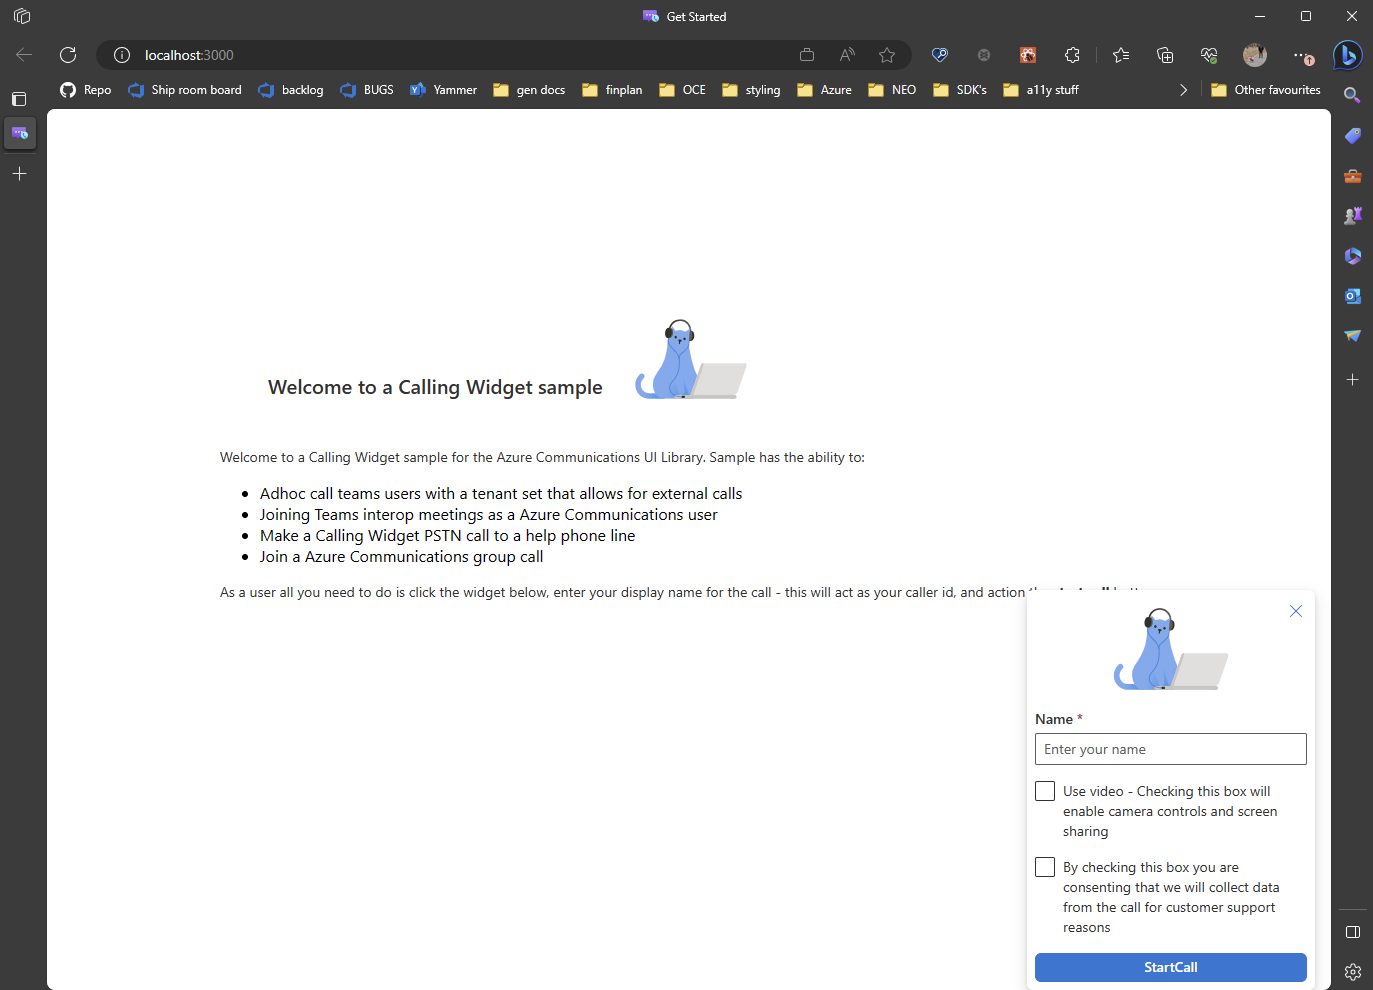 Get Started
localhost:3000
Repo
Ship room board
backlog
BUGS
Yammer
gen docs
finplan
OCE
styling
Azure
NEO
SDK's
a11y stuff
Other favourites
Welcome to a Calling Widget sample
Welcome to a Calling Widget sample for the Azure Communications UI Library. Sample has the ability to:
Adhoc call teams users with a tenant set that allows for external calls
Joining Teams interop meetings as a Azure Communications user
Make a Calling Widget PSTN call to a help phone line
Join a Azure Communications group call
As a user all you need to do is click the widget below, enter your display name for the call - this will act as your caller id, and action
Name *
Enter your name
Use video - Checking this box will
enable camera controls and screen
sharing
By checking this box you are
consenting that we will collect data
from the call for customer support
reasons
StartCall